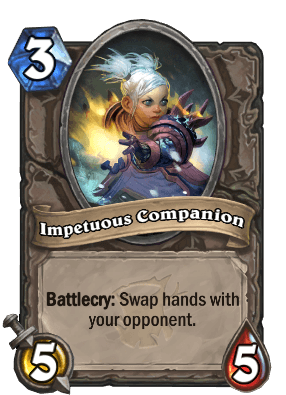 3
Impetuous Companion
Battlecry: Swap hands with
your opponent.
5
5